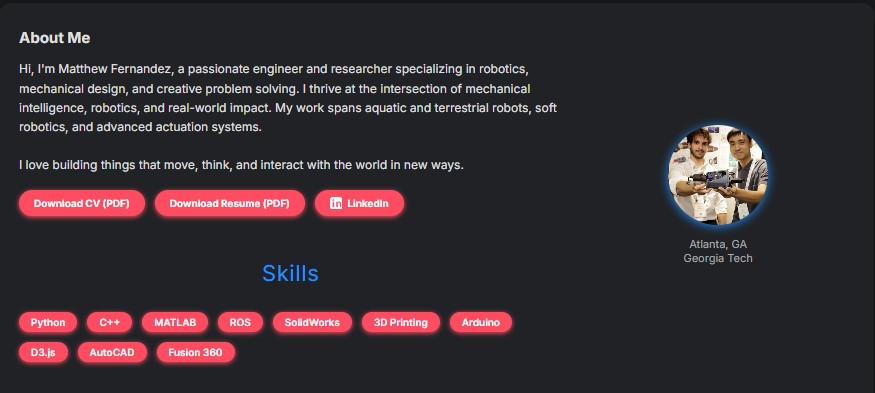 About Me
Hi, I'm Matthew Fernandez, a passionate engineer and researcher specializing in robotics,
mechanical design, and creative problem solving. I thrive at the intersection of mechanical
intelligence, robotics, and real-world impact. My work spans aquatic and terrestrial robots, soft
robotics, and advanced actuation systems.
I love building things that move, think, and interact with the world in new ways.
Download CV (PDF) Download Resume (PDF) in LinkedIn
Atlanta, GA
Georgia Tech
Skills
Python C++ MATLAB ROS SolidWorks 3D Printing Arduino
D3.js AutoCAD Fusion 360